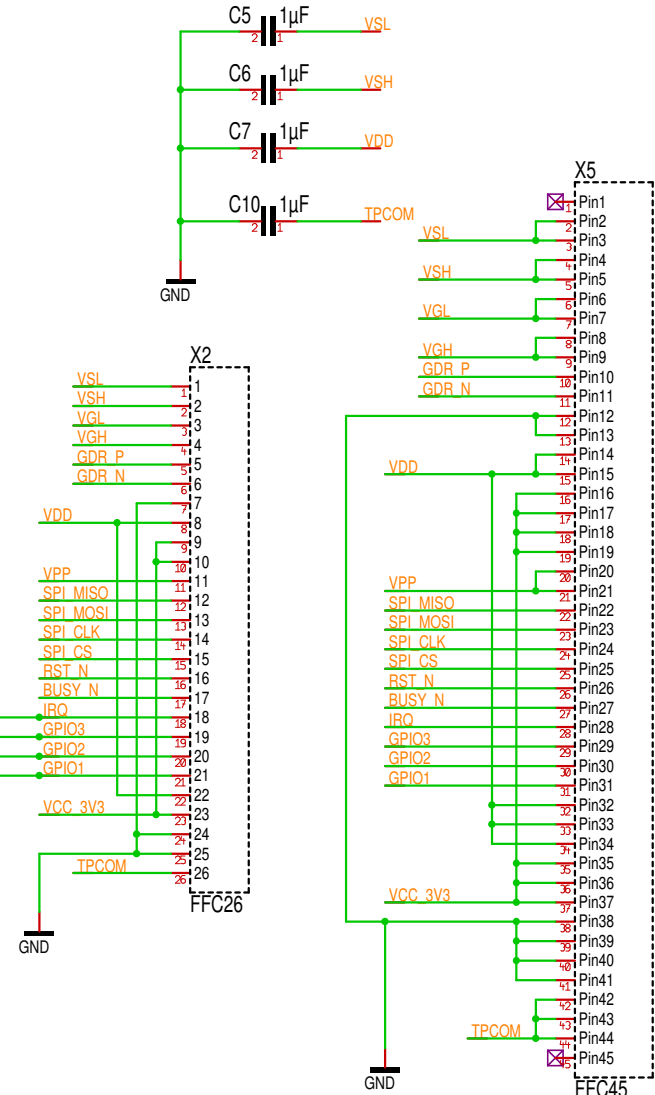 C5 1µF
VSL
2 1
C6 1µF
VSH
2 1
C7 1µF
VDD
2 1
C10 1µF
TPCOM
2 1
GND
X2
VSL 1 1
VSH 2 2
VGL 3 3
VGH 4 4
GDR_P 5 5
GDR_N 6 6
7 7
VDD 8 8
9 9
10 10
VPP 11 11
SPI_MISO 12 12
SPI_MOSI 13 13
SPI_CLK 14 14
SPI_CS 15 15
RST_N 16 16
BUSY_N 17 17
IRQ 18 18
GPIO3 19 19
GPIO2 20 20
GPIO1 21 21
22 22
VCC_3V3 23 23
24 24
25 25
TPCOM 26 26
FFC26
GND
X5
1 Pin1
2 Pin2
VSL 3 Pin3
4 Pin4
VSH 5 Pin5
6 Pin6
VGL 7 Pin7
8 Pin8
VGH 9 Pin9
GDR_P 10 Pin10
GDR_N 11 Pin11
12 Pin12
13 Pin13
14 Pin14
VDD 15 Pin15
16 Pin16
17 Pin17
18 Pin18
19 Pin19
20 Pin20
VPP 21 Pin21
SPI_MISO 22 Pin22
SPI_MOSI 23 Pin23
SPI_CLK 24 Pin24
SPI_CS 25 Pin25
RST_N 26 Pin26
BUSY_N 27 Pin27
IRQ 28 Pin28
GPIO3 29 Pin29
GPIO2 30 Pin30
GPIO1 31 Pin31
32 Pin32
33 Pin33
34 Pin34
35 Pin35
36 Pin36
VCC_3V3 37 Pin37
38 Pin38
39 Pin39
40 Pin40
41 Pin41
42 Pin42
43 Pin43
TPCOM 44 Pin44
45 Pin45
FFC45
GND